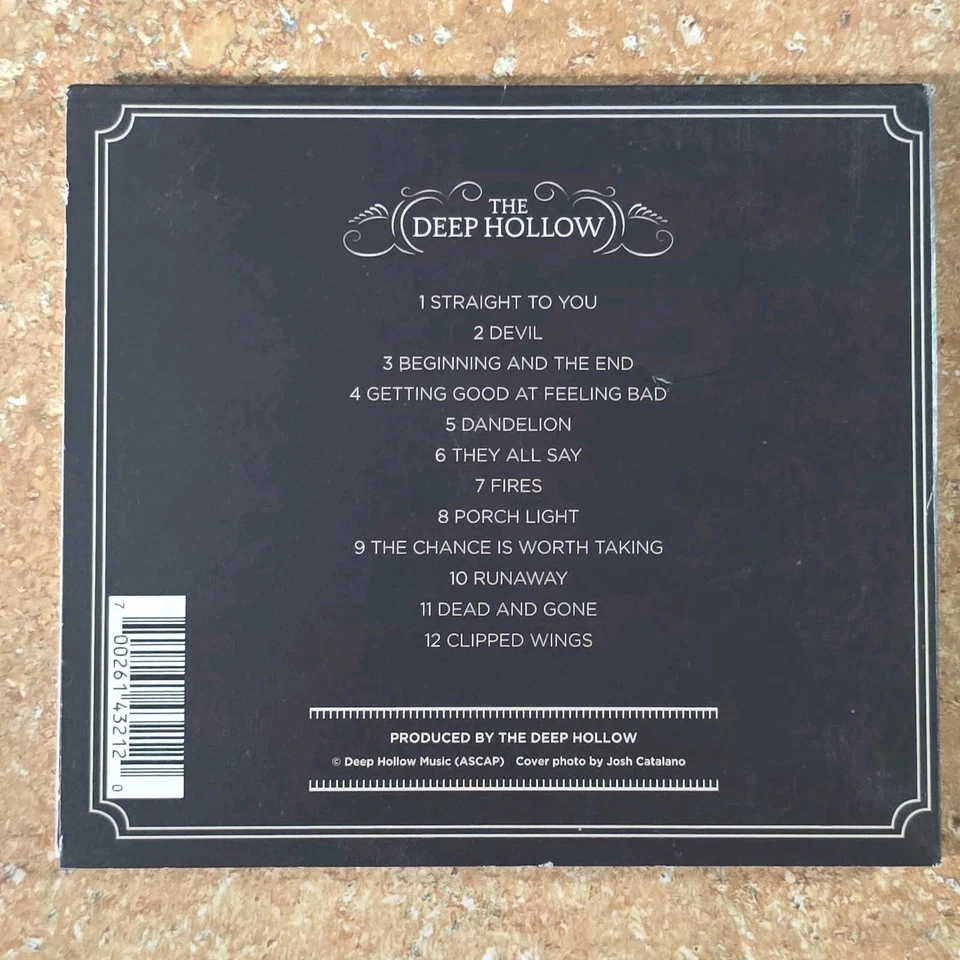 THE
DEEP HOLLOW
1 STRAIGHT TO YOU
2 DEVIL
3 BEGINNING AND THE END
4 GETTING GOOD AT FEELING BAD
5 DANDELION
6 THEY ALL SAY
7 FIRES
8 PORCH LIGHT
9 THE CHANCE IS WORTH TAKING
10 RUNAWAY
11 DEAD AND GONE
12 CLIPPED WINGS
7 00261 43212 0
PRODUCED BY THE DEEP HOLLOW
© Deep Hollow Music (ASCAP) Cover photo by Josh Catalano